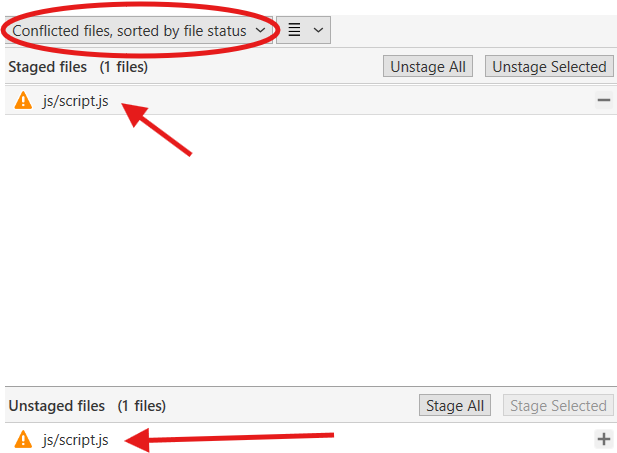 Conflicted files, sorted by file status
Staged files (1 files) Unstage All Unstage Selected
js/script.js
Unstaged files (1 files) Stage All Stage Selected
js/script.js